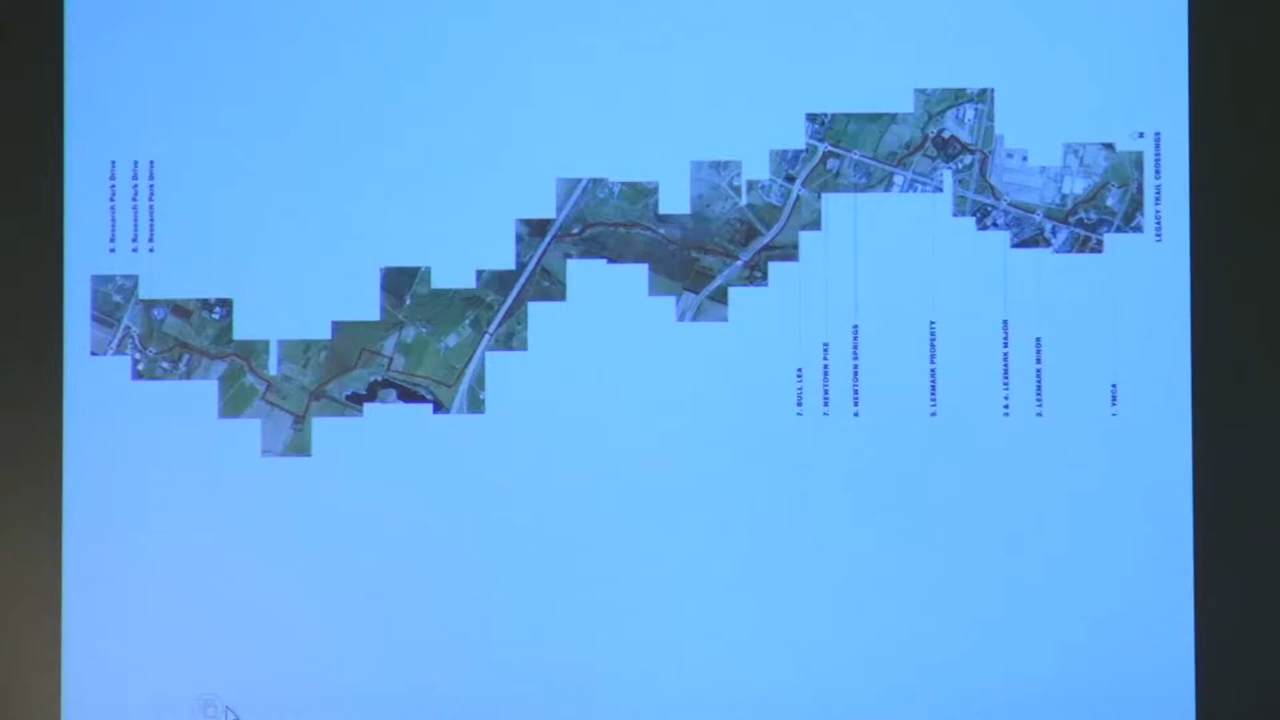 8. Research Park Drive
8. Research Park Drive
8. Research Park Drive
7. BULL LEA
7. NEWTOWN PIKE
6. NEWTOWN SPRINGS
5. LEXMARK PROPERTY
3 & 4. LEXMARK MAJOR
2. LEXMARK MINOR
1. YMCA
N
LEGACY TRAIL CROSSINGS